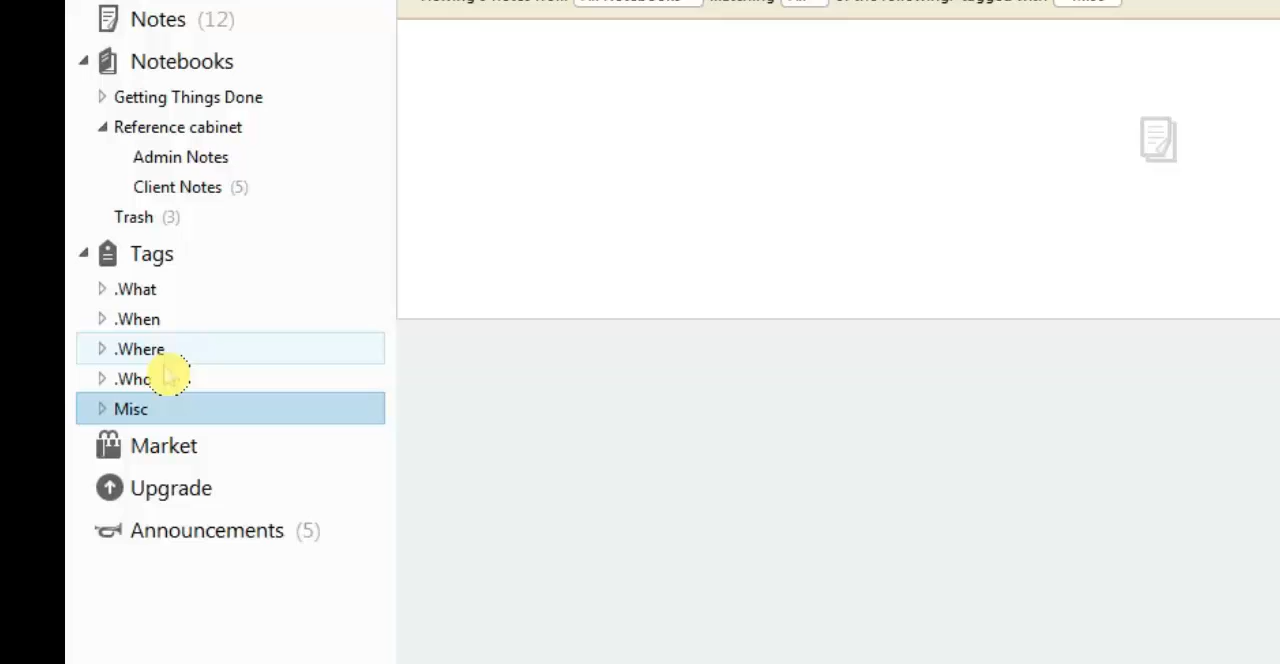 Notes (12)
Notebooks
Getting Things Done
Reference cabinet
Admin Notes
Client Notes (5)
Trash (3)
Tags
.What
.When
.Where
.Who
Misc
Market
Upgrade
Announcements (5)